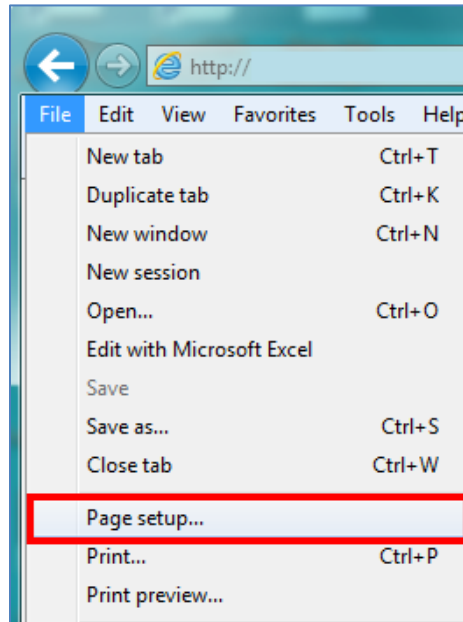 http://
File Edit View Favorites Tools Help
New tab Ctrl+T
Duplicate tab Ctrl+K
New window Ctrl+N
New session
Open... Ctrl+O
Edit with Microsoft Excel
Save
Save as... Ctrl+S
Close tab Ctrl+W
Page setup...
Print... Ctrl+P
Print preview...